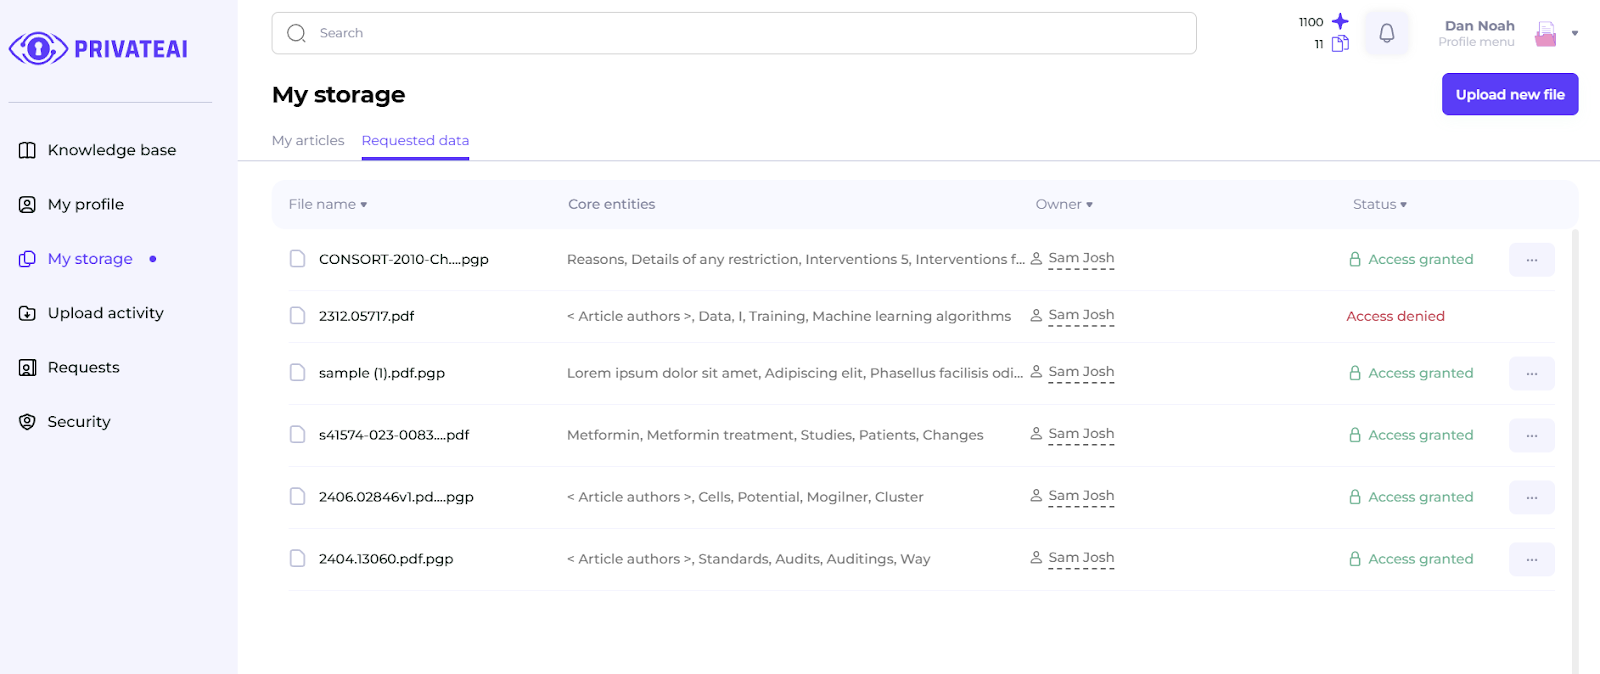 PRIVATEAI
Search
1100
11
Dan Noah
Profile menu
My storage
Upload new file
My articles
Requested data
Knowledge base
My profile
My storage
Upload activity
Requests
Security
File name Core entities Owner Status
CONSORT-2010-Ch....pgp Reasons, Details of any restriction, Interventions 5, Interventions f... Sam Josh Access granted ...
2312.05717.pdf < Article authors >, Data, I, Training, Machine learning algorithms Sam Josh Access denied
sample (1).pdf.pgp Lorem ipsum dolor sit amet, Adipiscing elit, Phasellus facilisis odi... Sam Josh Access granted ...
s41574-023-0083....pdf Metformin, Metformin treatment, Studies, Patients, Changes Sam Josh Access granted ...
2406.02846v1.pd....pgp < Article authors >, Cells, Potential, Mogilner, Cluster Sam Josh Access granted ...
2404.13060.pdf.pgp < Article authors >, Standards, Audits, Auditings, Way Sam Josh Access granted ...